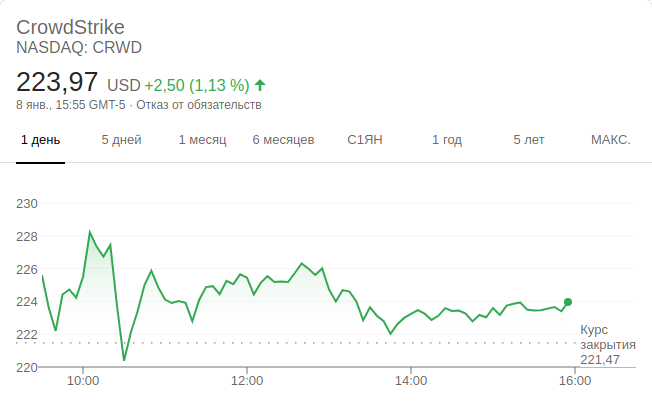 CrowdStrike
NASDAQ: CRWD
223,97 USD +2,50 (1,13 %) ↑
8 янв., 15:55 GMT-5 · Отказ от обязательств
1 день 5 дней 1 месяц 6 месяцев С1ЯН 1 год 5 лет МАКС.
230
228
226
224
222
220
Курс
закрытия
221,47
10:00 12:00 14:00 16:00